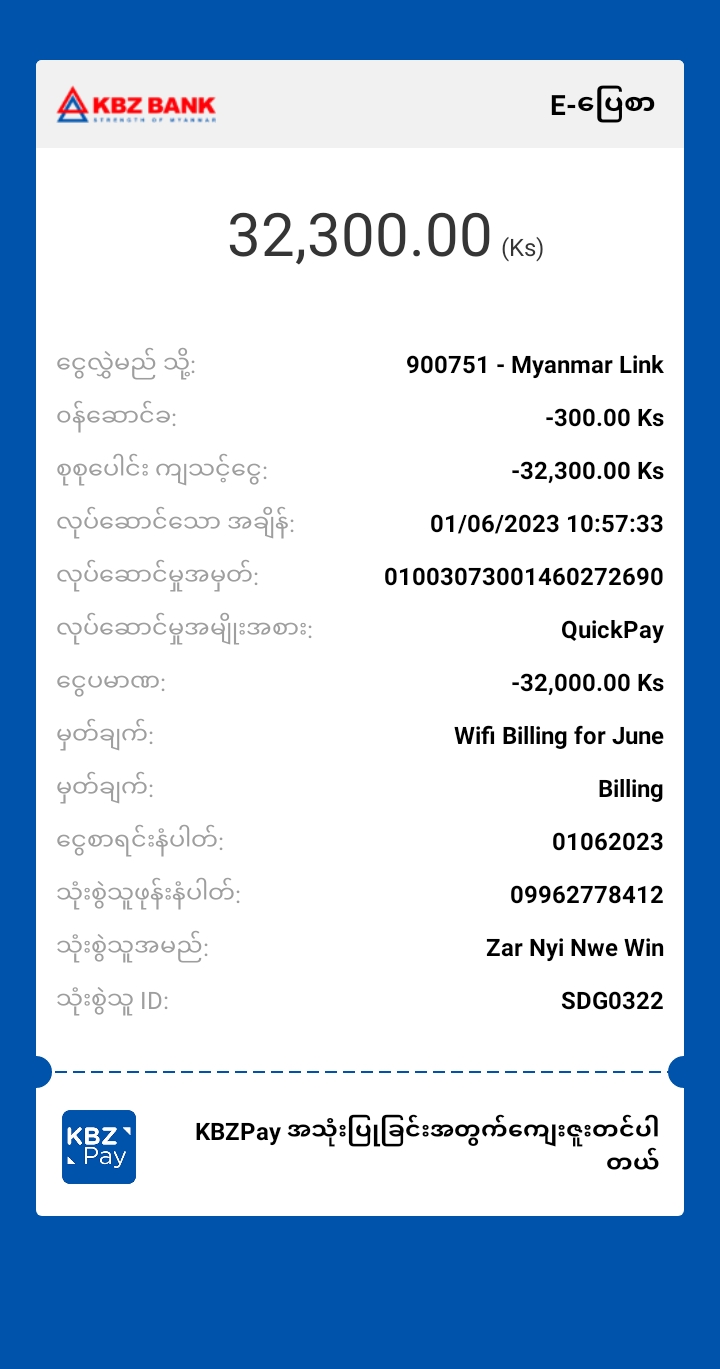 KBZ BANK
STRENGTH OF MYANMAR
E-ပြေစာ
32,300.00 (Ks)
ငွေလွှဲမည် သို့: 900751 - Myanmar Link
ဝန်ဆောင်ခ: -300.00 Ks
စုစုပေါင်း ကျသင့်ငွေ: -32,300.00 Ks
လုပ်ဆောင်သော အချိန်: 01/06/2023 10:57:33
လုပ်ဆောင်မှုအမှတ်: 01003073001460272690
လုပ်ဆောင်မှုအမျိုးအစား: QuickPay
ငွေပမာဏ: -32,000.00 Ks
မှတ်ချက်: Wifi Billing for June
မှတ်ချက်: Billing
ငွေစာရင်းနံပါတ်: 01062023
သုံးစွဲသူဖုန်းနံပါတ်: 09962778412
သုံးစွဲသူအမည်: Zar Nyi Nwe Win
သုံးစွဲသူ ID: SDG0322
KBZ Pay
KBZPay အသုံးပြုခြင်းအတွက်ကျေးဇူးတင်ပါ
တယ်